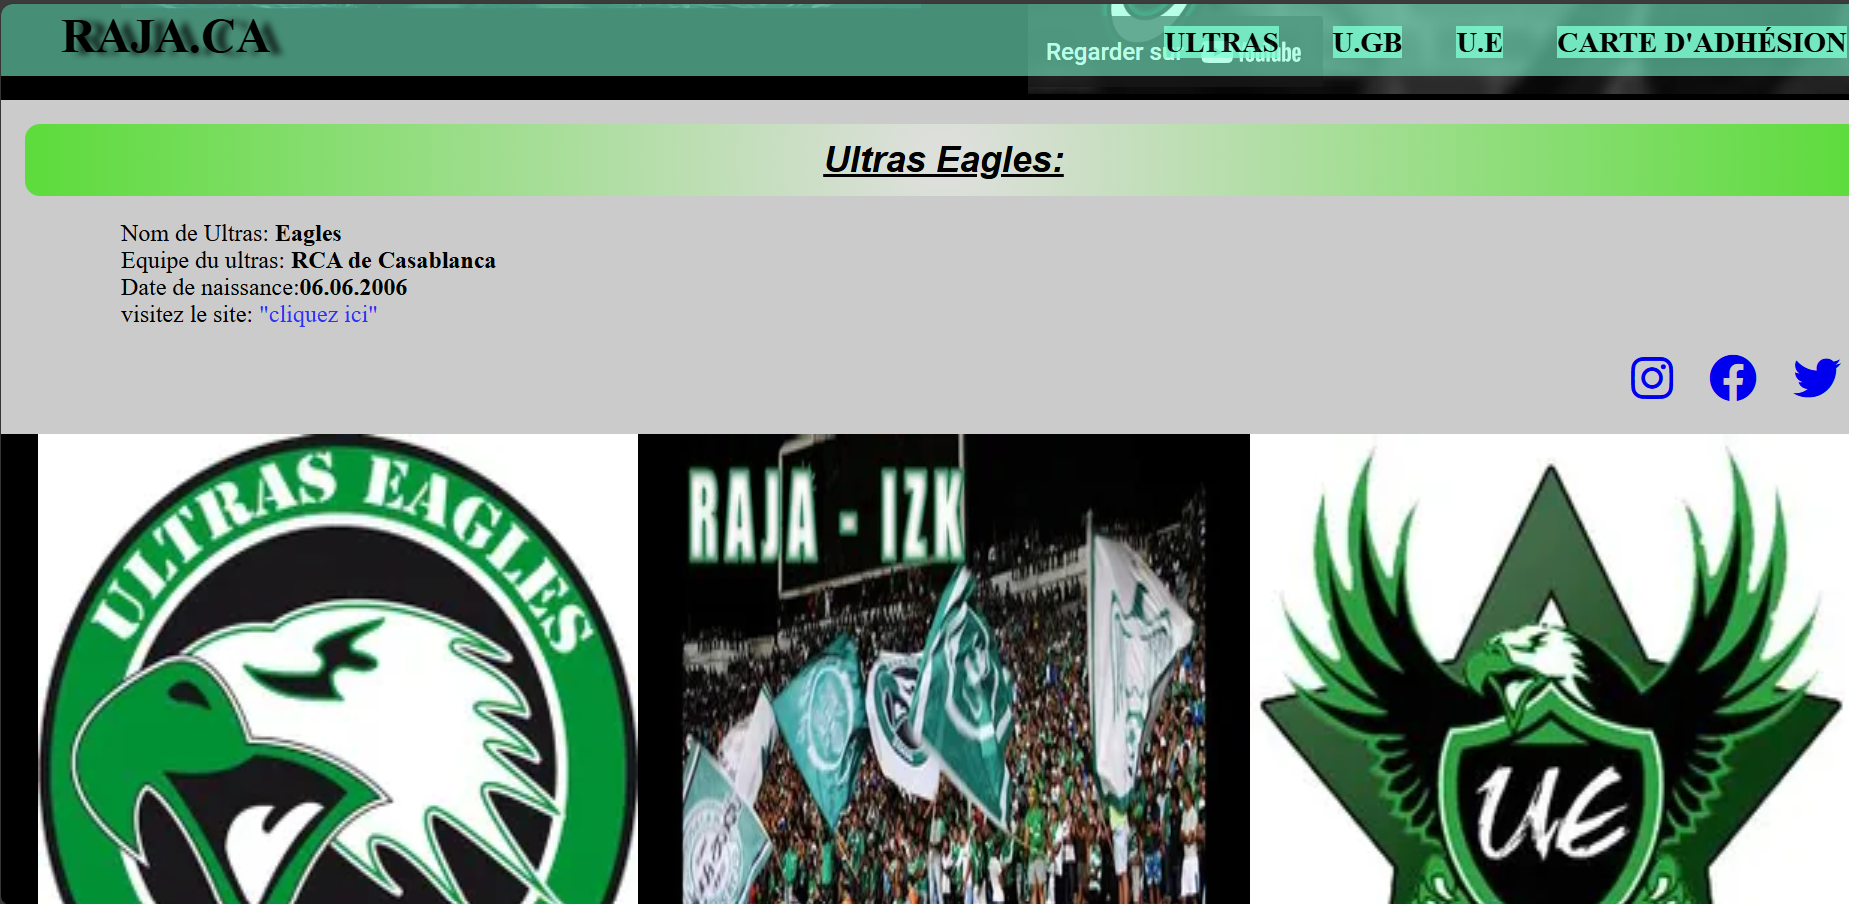 RAJA.CA
ULTRAS U.GB U.E CARTE D'ADHÉSION
Regarder sur YouTube
Ultras Eagles:
Nom de Ultras: Eagles
Equipe du ultras: RCA de Casablanca
Date de naissance:06.06.2006
visitez le site: "cliquez ici"
ULTRAS EAGLES
RAJA - IZK
UE